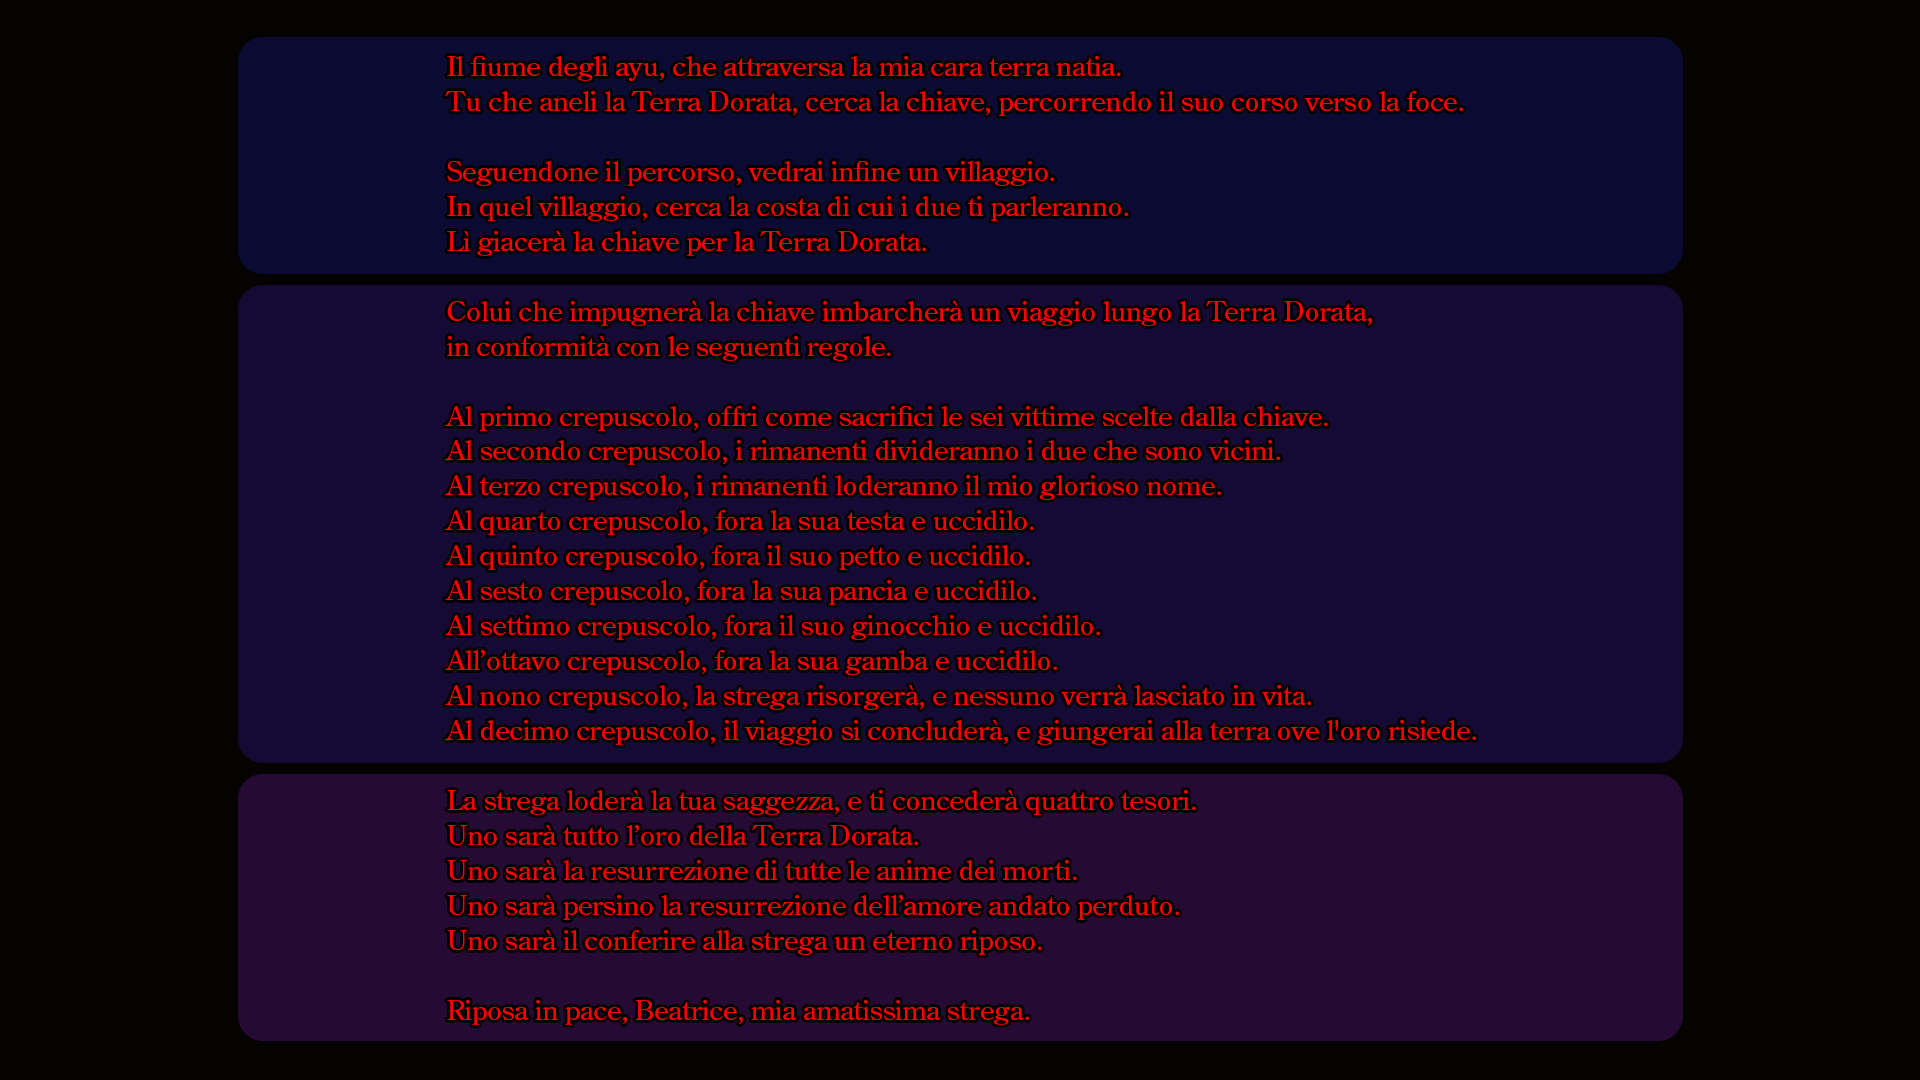 Il fiume degli ayu, che attraversa la mia cara terra natia.
Tu che aneli la Terra Dorata, cerca la chiave, percorrendo il suo corso verso la foce.
Seguendone il percorso, vedrai infine un villaggio.
In quel villaggio, cerca la costa di cui i due ti parleranno.
Lì giacerà la chiave per la Terra Dorata.
Colui che impugnerà la chiave imbarcherà un viaggio lungo la Terra Dorata,
in conformità con le seguenti regole.
Al primo crepuscolo, offri come sacrifici le sei vittime scelte dalla chiave.
Al secondo crepuscolo, i rimanenti divideranno i due che sono vicini.
Al terzo crepuscolo, i rimanenti loderanno il mio glorioso nome.
Al quarto crepuscolo, fora la sua testa e uccidilo.
Al quinto crepuscolo, fora il suo petto e uccidilo.
Al sesto crepuscolo, fora la sua pancia e uccidilo.
Al settimo crepuscolo, fora il suo ginocchio e uccidilo.
All’ottavo crepuscolo, fora la sua gamba e uccidilo.
Al nono crepuscolo, la strega risorgerà, e nessuno verrà lasciato in vita.
Al decimo crepuscolo, il viaggio si concluderà, e giungerai alla terra ove l'oro risiede.
La strega loderà la tua saggezza, e ti concederà quattro tesori.
Uno sarà tutto l’oro della Terra Dorata.
Uno sarà la resurrezione di tutte le anime dei morti.
Uno sarà persino la resurrezione dell’amore andato perduto.
Uno sarà il conferire alla strega un eterno riposo.
Riposa in pace, Beatrice, mia amatissima strega.